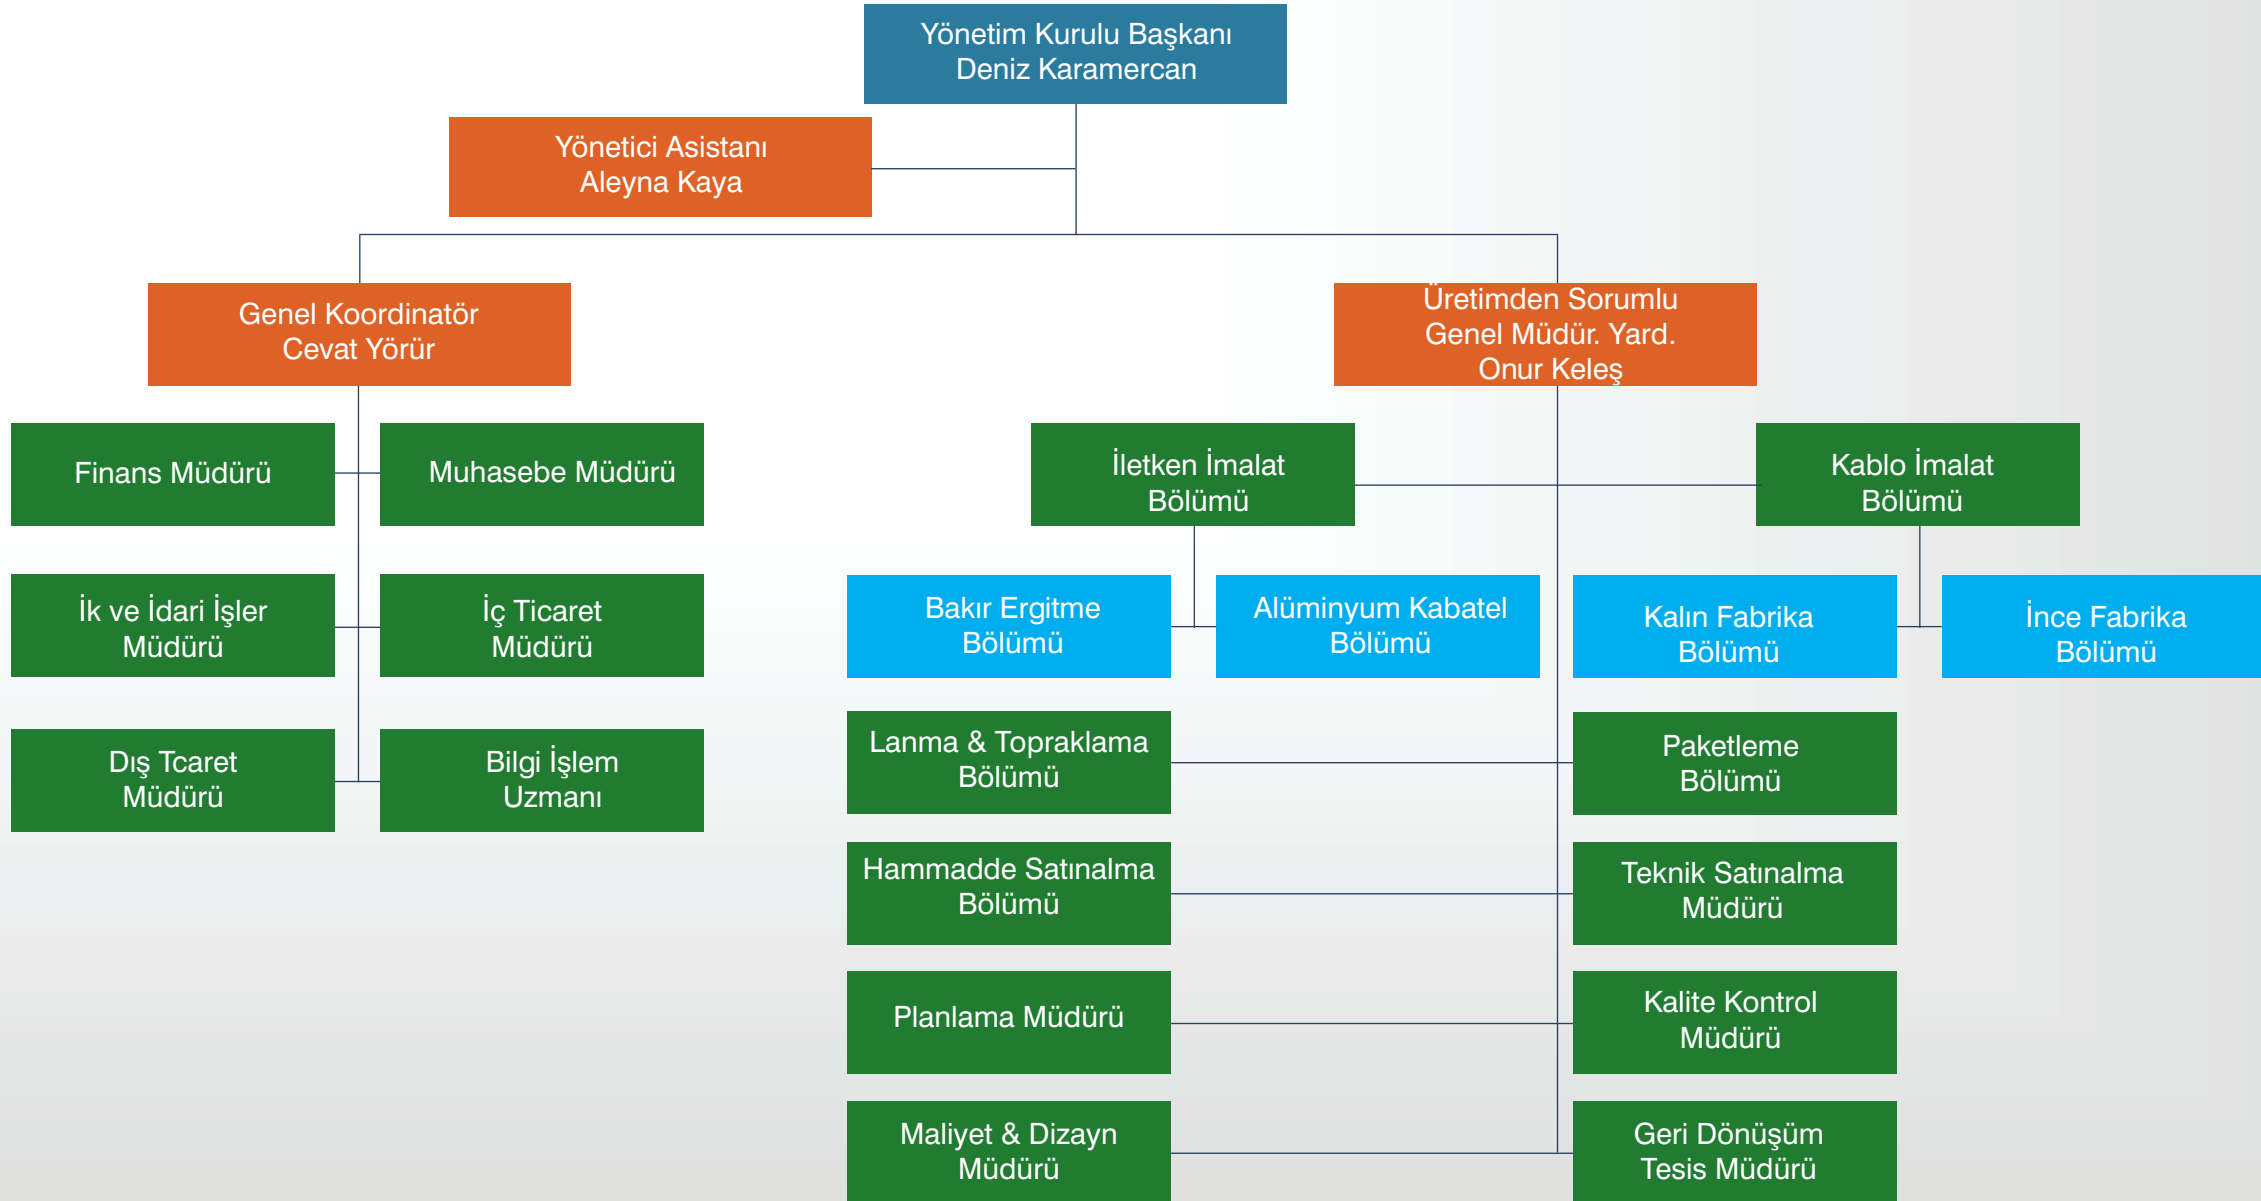 Yönetim Kurulu Başkanı
Deniz Karamercan
Yönetici Asistanı
Aleyna Kaya
Genel Koordinatör
Cevat Yörür
Üretimden Sorumlu
Genel Müdür. Yard.
Onur Keleş
Finans Müdürü
Muhasebe Müdürü
İletken İmalat
Bölümü
Kablo İmalat
Bölümü
İk ve İdari İşler
Müdürü
İç Ticaret
Müdürü
Bakır Ergitme
Bölümü
Alüminyum Kabatel
Bölümü
Kalın Fabrika
Bölümü
İnce Fabrika
Bölümü
Dış Tcaret
Müdürü
Bilgi İşlem
Uzmanı
Lanma & Topraklama
Bölümü
Paketleme
Bölümü
Hammadde Satınalma
Bölümü
Teknik Satınalma
Müdürü
Planlama Müdürü
Kalite Kontrol
Müdürü
Maliyet & Dizayn
Müdürü
Geri Dönüşüm
Tesis Müdürü